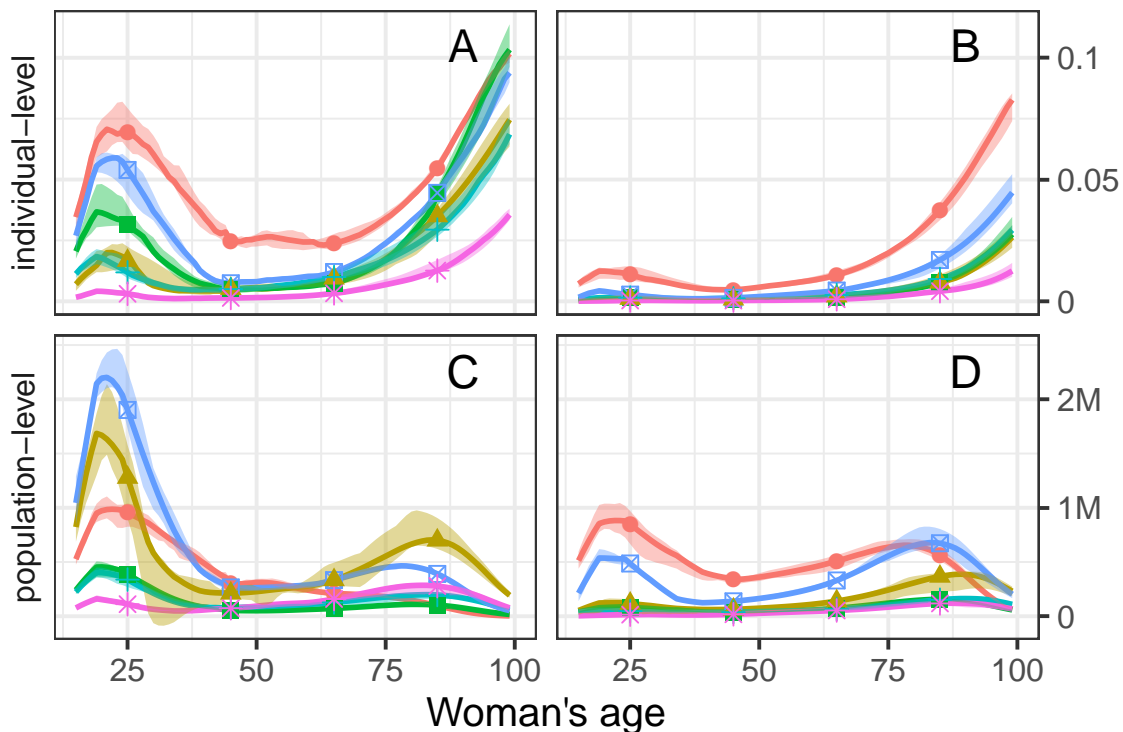 individual−level
A
B
0.1
0.05
0
population−level
C
D
2M
1M
0
25 50 75 100 25 50 75 100
Woman's age